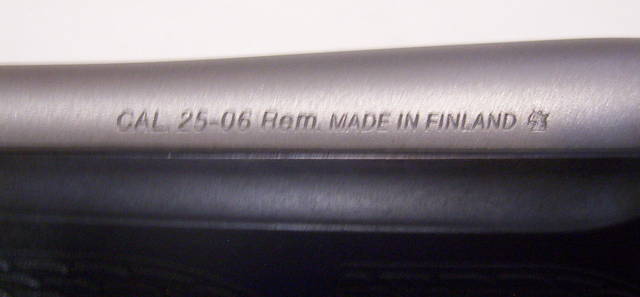 CAL. 25-06 Rem. MADE IN FINLAND